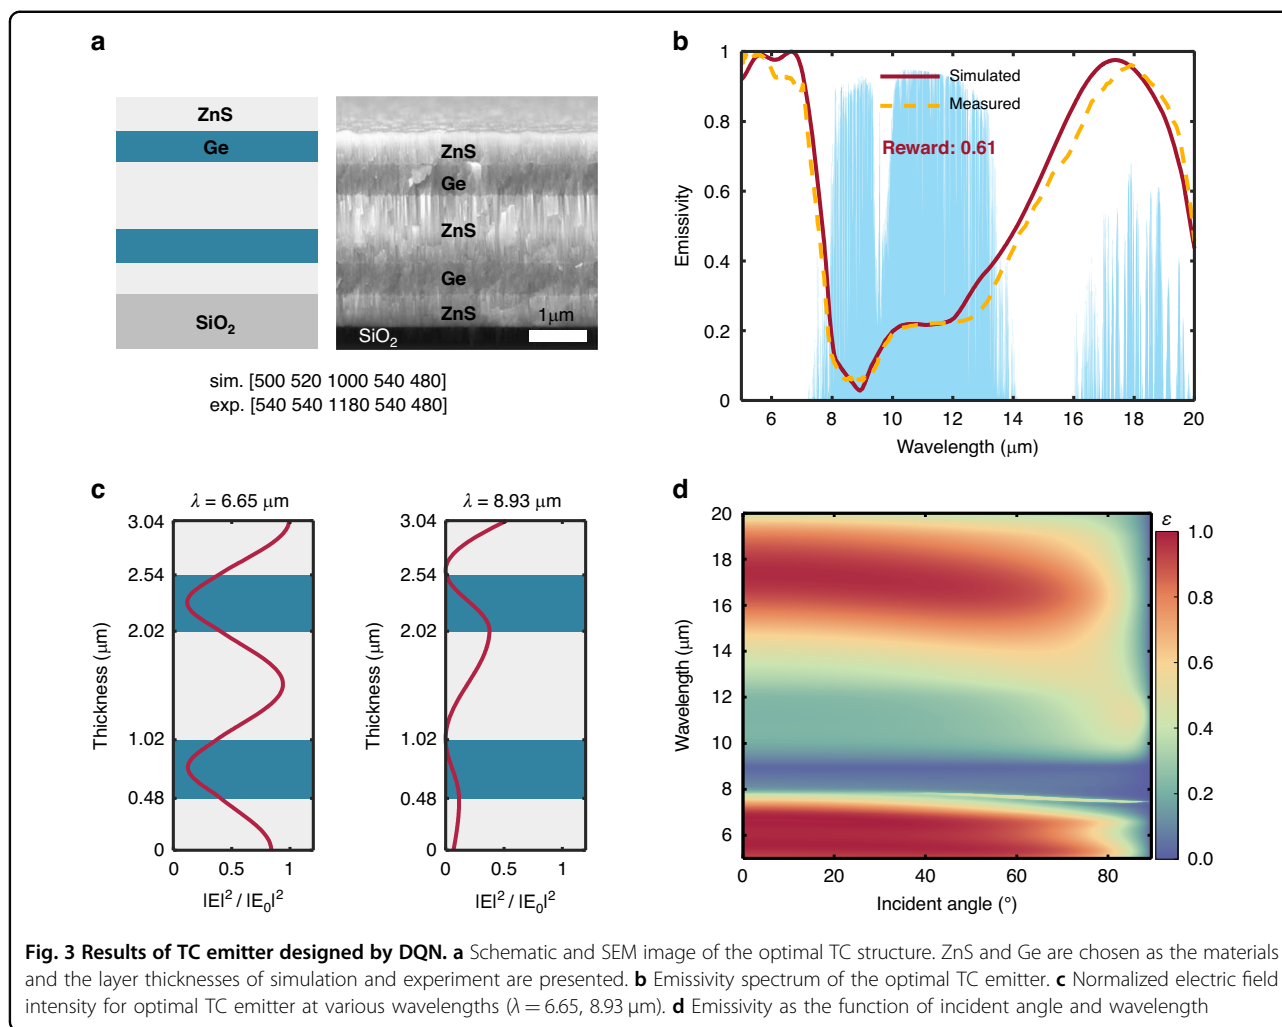 a
ZnS
Ge
SiO2
ZnS
Ge
ZnS
Ge
ZnS
SiO2
1μm
sim. [500 520 1000 540 480]
exp. [540 540 1180 540 480]
b
1
0.8
0.6
0.4
0.2
0
Emissivity
Simulated
Measured
Reward: 0.61
6 8 10 12 14 16 18 20
Wavelength (μm)
c
λ = 6.65 μm
3.04
2.54
2.02
1.02
0.48
0
Thickness (μm)
0 0.5 1
|E|² / |E0|²
λ = 8.93 μm
3.04
2.54
2.02
1.02
0.48
0
Thickness (μm)
0 0.5 1
|E|² / |E0|²
d
20
18
16
14
12
10
8
6
Wavelength (μm)
0 20 40 60 80
Incident angle (°)
ε
1.0
0.8
0.6
0.4
0.2
0.0
Fig. 3 Results of TC emitter designed by DQN. a Schematic and SEM image of the optimal TC structure. ZnS and Ge are chosen as the materials
and the layer thicknesses of simulation and experiment are presented. b Emissivity spectrum of the optimal TC emitter. c Normalized electric field
intensity for optimal TC emitter at various wavelengths (λ = 6.65, 8.93 μm). d Emissivity as the function of incident angle and wavelength